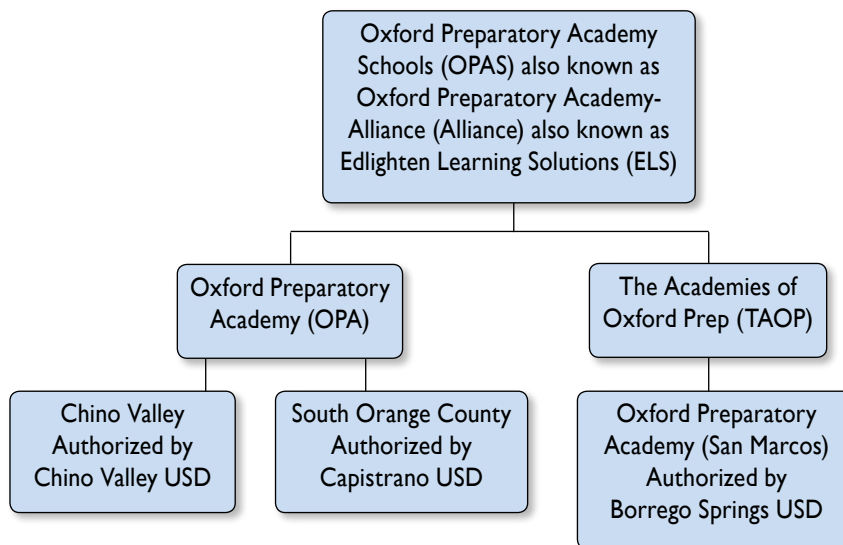 Oxford Preparatory Academy
Schools (OPAS) also known as
Oxford Preparatory Academy-
Alliance (Alliance) also known as
Edlighten Learning Solutions (ELS)
Oxford Preparatory
Academy (OPA)
The Academies of
Oxford Prep (TAOP)
Chino Valley
Authorized by
Chino Valley USD
South Orange County
Authorized by
Capistrano USD
Oxford Preparatory
Academy (San Marcos)
Authorized by
Borrego Springs USD